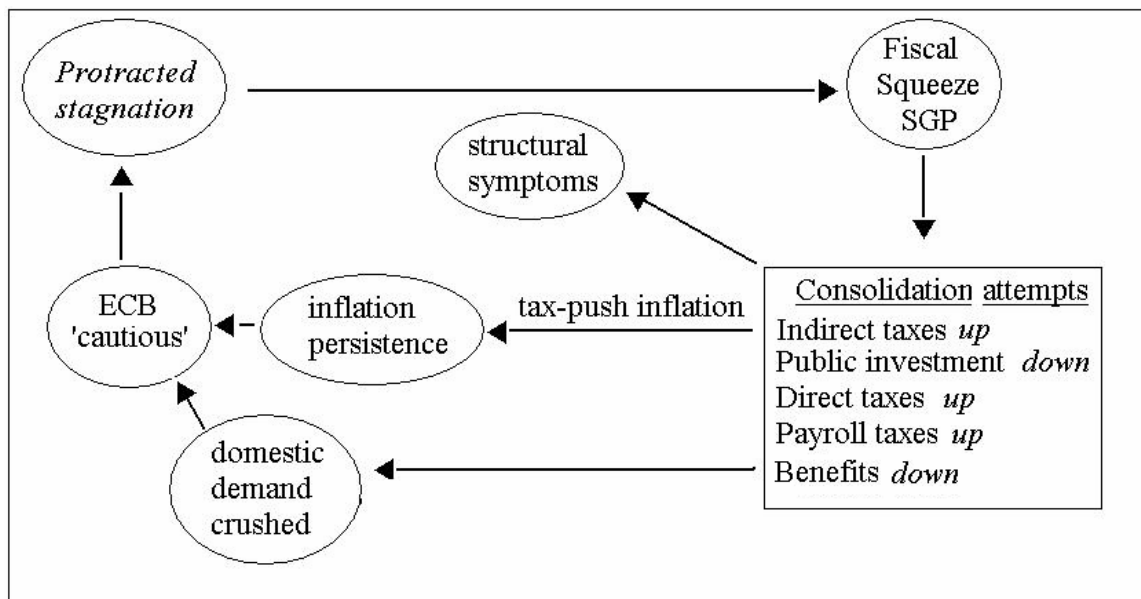 Protracted
stagnation
Fiscal
Squeeze
SGP
structural
symptoms
ECB
'cautious'
inflation
persistence
tax-push inflation
Consolidation attempts
Indirect taxes up
Public investment down
Direct taxes up
Payroll taxes up
Benefits down
domestic
demand
crushed